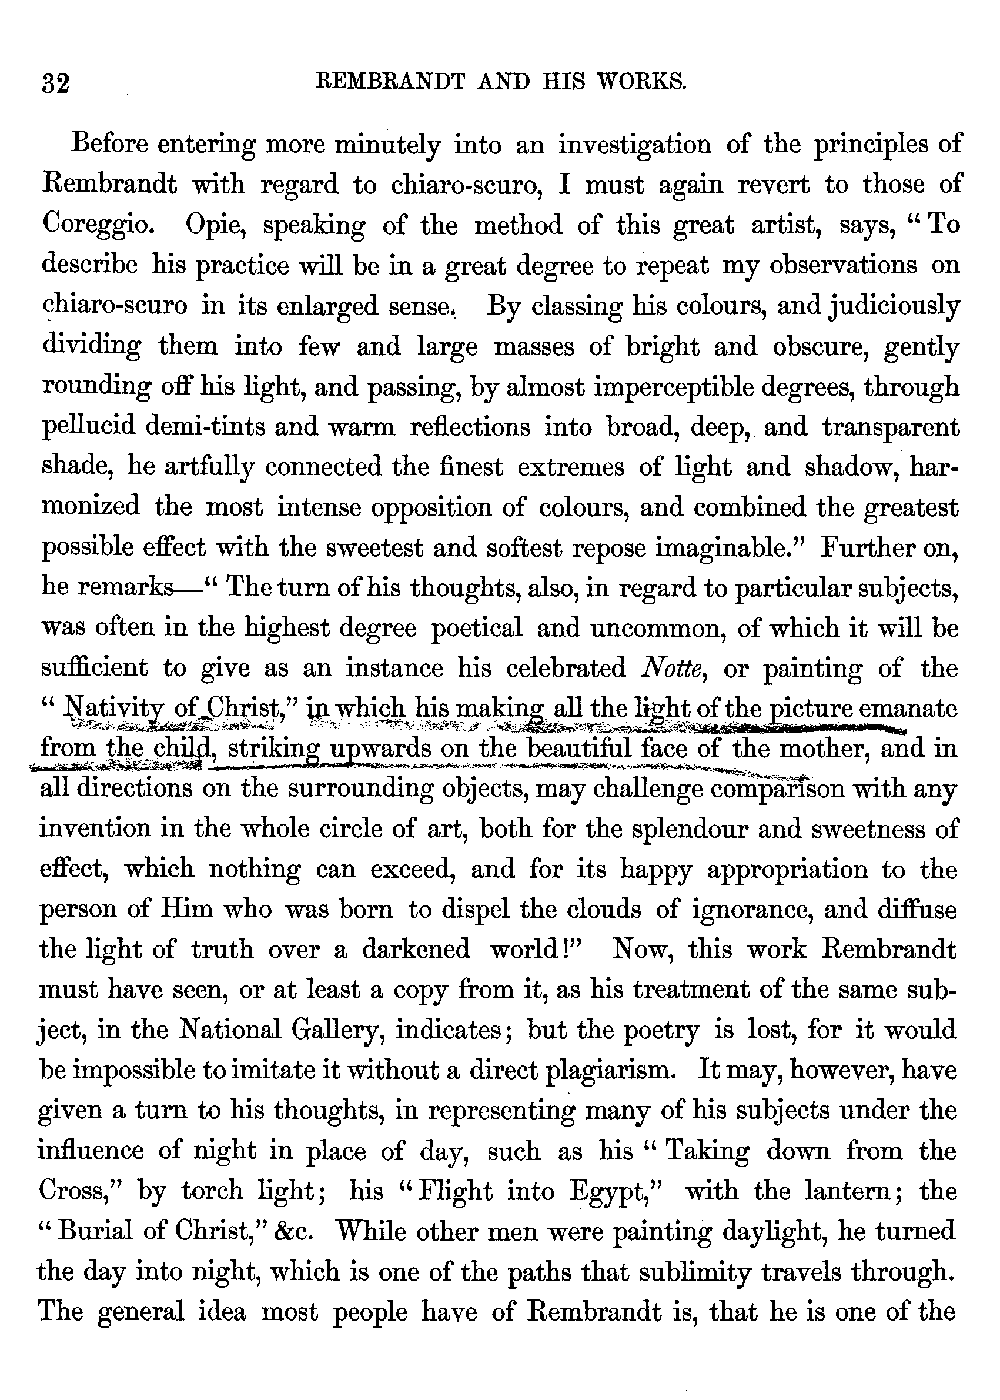 32 REMBRANDT AND HIS WORKS.
Before entering more minutely into an investigation of the principles of
Rembrandt with regard to chiaro-scuro, I must again revert to those of
Coreggio. Opie, speaking of the method of this great artist, says, “ To
describe his practice will be in a great degree to repeat my observations on
chiaro-scuro in its enlarged sense. By classing his colours, and judiciously
dividing them into few and large masses of bright and obscure, gently
rounding off his light, and passing, by almost imperceptible degrees, through
pellucid demi-tints and warm reflections into broad, deep, and transparent
shade, he artfully connected the finest extremes of light and shadow, har-
monized the most intense opposition of colours, and combined the greatest
possible effect with the sweetest and softest repose imaginable.” Further on,
he remarks—“ The turn of his thoughts, also, in regard to particular subjects,
was often in the highest degree poetical and uncommon, of which it will be
sufficient to give as an instance his celebrated Notte, or painting of the
“ Nativity of Christ,” in which his making all the light of the picture emanate
from the child, striking upwards on the beautiful face of the mother, and in
all directions on the surrounding objects, may challenge comparison with any
invention in the whole circle of art, both for the splendour and sweetness of
effect, which nothing can exceed, and for its happy appropriation to the
person of Him who was born to dispel the clouds of ignorance, and diffuse
the light of truth over a darkened world!” Now, this work Rembrandt
must have seen, or at least a copy from it, as his treatment of the same sub-
ject, in the National Gallery, indicates; but the poetry is lost, for it would
be impossible to imitate it without a direct plagiarism. It may, however, have
given a turn to his thoughts, in representing many of his subjects under the
influence of night in place of day, such as his “ Taking down from the
Cross,” by torch light; his “ Flight into Egypt,” with the lantern; the
“ Burial of Christ,” &c. While other men were painting daylight, he turned
the day into night, which is one of the paths that sublimity travels through.
The general idea most people have of Rembrandt is, that he is one of the